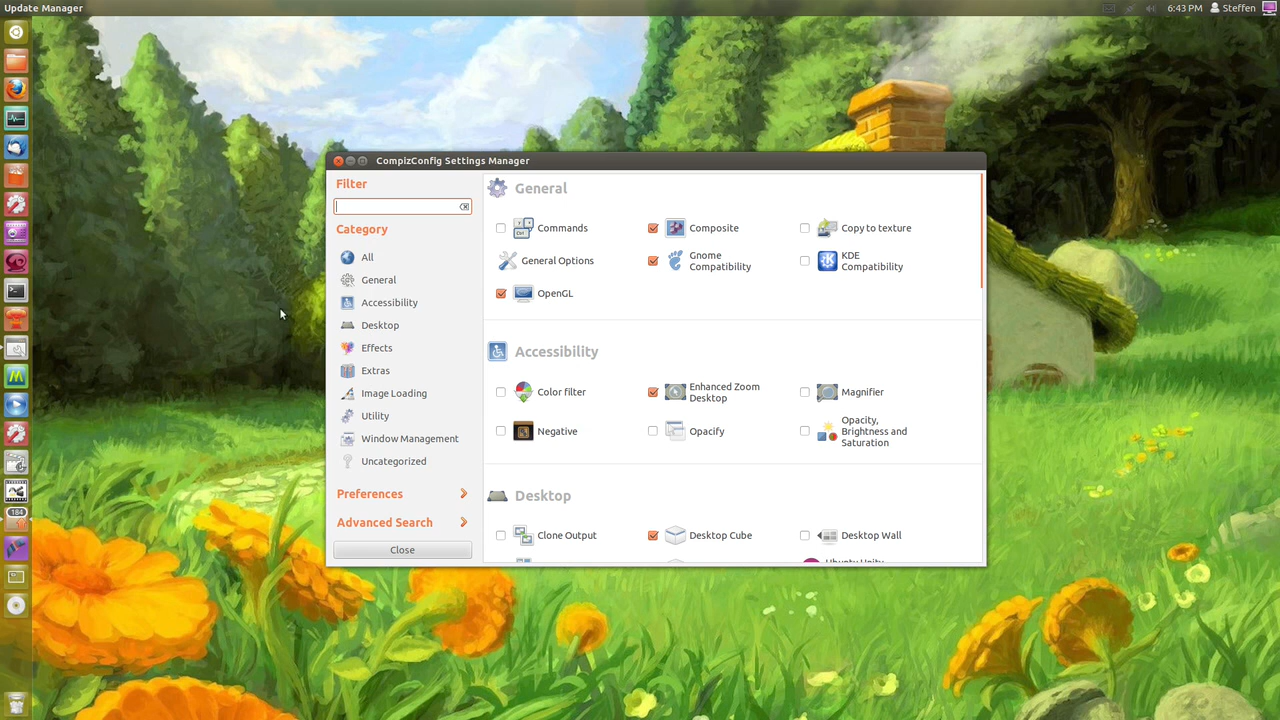 Update Manager
6:43 PM
Steffen
CompizConfig Settings Manager
Filter
Category
All
General
Accessibility
Desktop
Effects
Extras
Image Loading
Utility
Window Management
Uncategorized
Preferences
Advanced Search
Close
General
Commands
Composite
Copy to texture
General Options
Gnome
Compatibility
KDE
Compatibility
OpenGL
Accessibility
Color filter
Enhanced Zoom
Desktop
Magnifier
Negative
Opacify
Opacity,
Brightness and
Saturation
Desktop
Clone Output
Desktop Cube
Desktop Wall
Ubuntu Unity
184